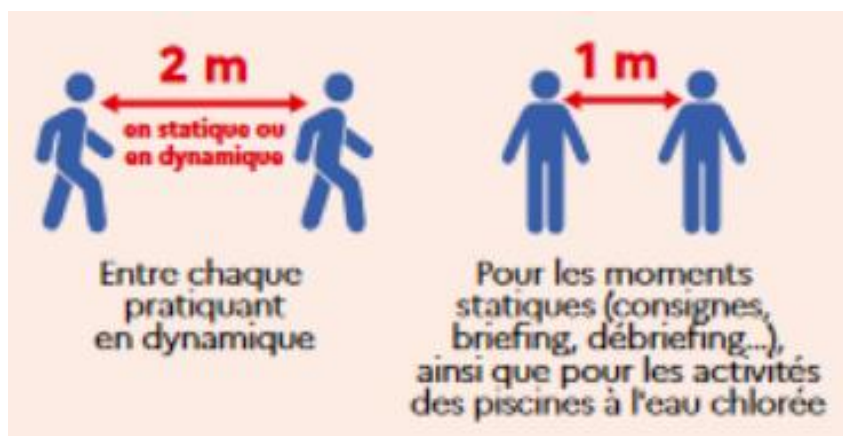 2 m
en statique ou
en dynamique
Entre chaque
pratiquant
en dynamique
1 m
Pour les moments
statiques (consignes,
briefing, débriefing...),
ainsi que pour les activités
des piscines à l'eau chlorée